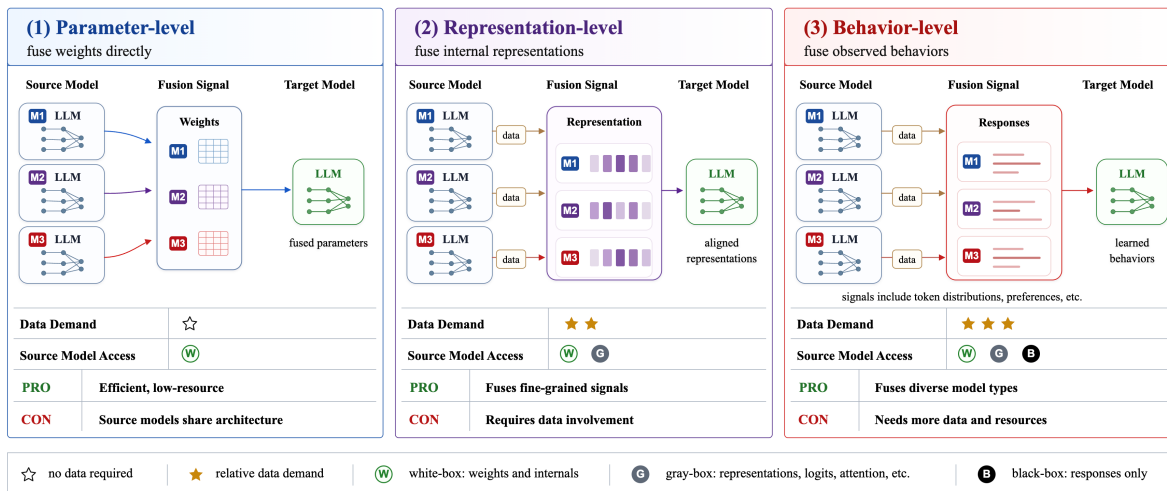 (1) Parameter-level
fuse weights directly
Source Model Fusion Signal Target Model
M1 LLM
M2 LLM
M3 LLM
Weights
M1
M2
M3
LLM
fused parameters
Data Demand
Source Model Access W
PRO Efficient, low-resource
CON Source models share architecture
(2) Representation-level
fuse internal representations
Source Model Fusion Signal Target Model
M1 LLM
M2 LLM
M3 LLM
data
data
data
Representation
M1
M2
M3
LLM
aligned
representations
Data Demand
Source Model Access W G
PRO Fuses fine-grained signals
CON Requires data involvement
(3) Behavior-level
fuse observed behaviors
Source Model Fusion Signal Target Model
M1 LLM
M2 LLM
M3 LLM
data
data
data
Responses
M1
M2
M3
LLM
learned
behaviors
signals include token distributions, preferences, etc.
Data Demand
Source Model Access W G B
PRO Fuses diverse model types
CON Needs more data and resources
no data required relative data demand W white-box: weights and internals G gray-box: representations, logits, attention, etc. B black-box: responses only